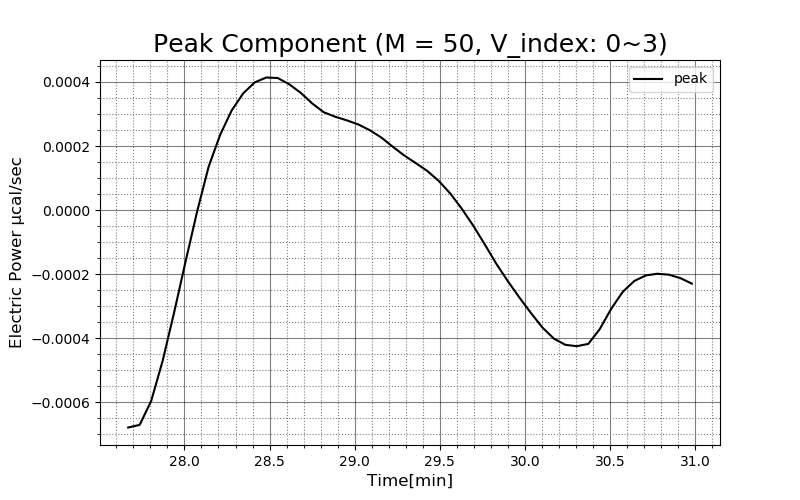 Peak Component (M = 50, V_index: 0~3)
peak
0.0004
0.0002
0.0000
−0.0002
−0.0004
−0.0006
Electric Power μcal/sec
28.0 28.5 29.0 29.5 30.0 30.5 31.0
Time[min]